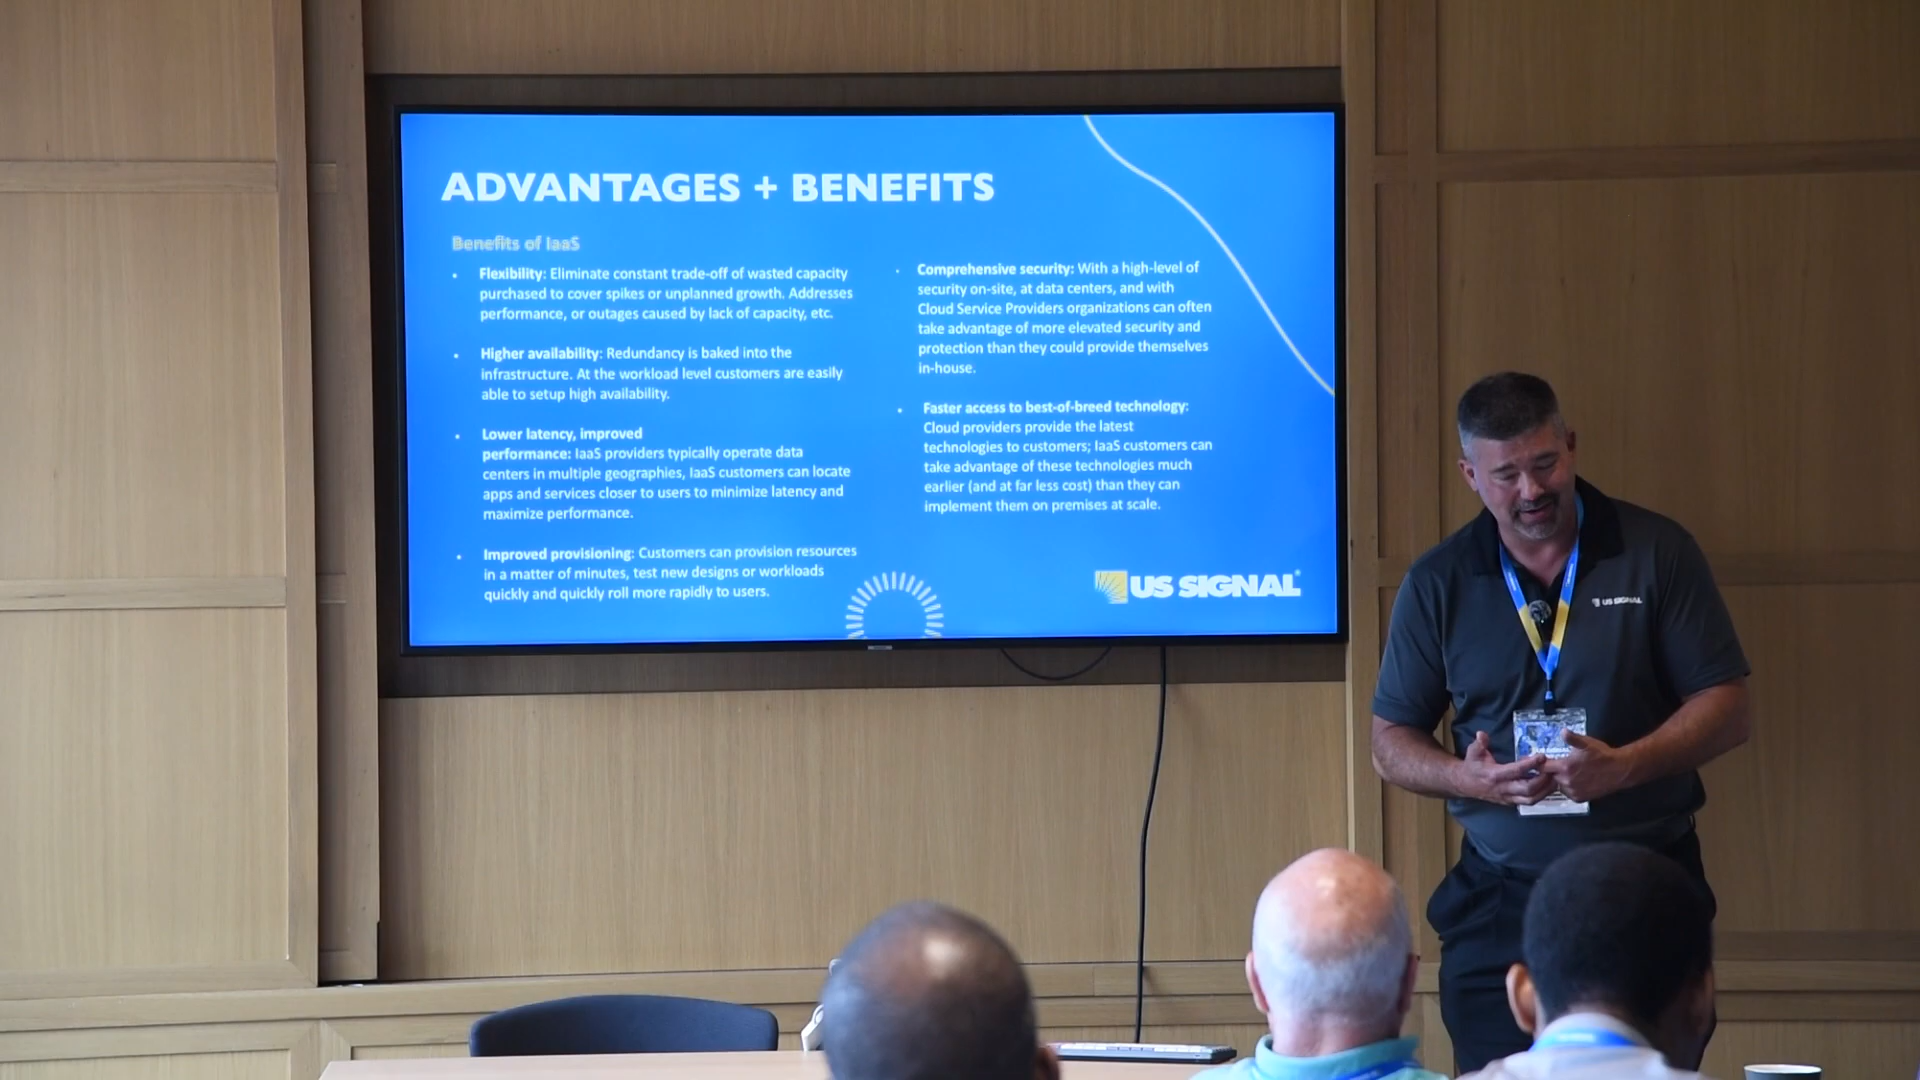 ADVANTAGES + BENEFITS
Benefits of IaaS
• Flexibility: Eliminate constant trade-off of wasted capacity
purchased to cover spikes or unplanned growth. Addresses
performance, or outages caused by lack of capacity, etc.
• Higher availability: Redundancy is baked into the
infrastructure. At the workload level customers are easily
able to setup high availability.
• Lower latency, improved
performance: IaaS providers typically operate data
centers in multiple geographies, IaaS customers can locate
apps and services closer to users to minimize latency and
maximize performance.
• Improved provisioning: Customers can provision resources
in a matter of minutes, test new designs or workloads
quickly and quickly roll more rapidly to users.
• Comprehensive security: With a high-level of
security on-site, at data centers, and with
Cloud Service Providers organizations can often
take advantage of more elevated security and
protection than they could provide themselves
in-house.
• Faster access to best-of-breed technology:
Cloud providers provide the latest
technologies to customers; IaaS customers can
take advantage of these technologies much
earlier (and at far less cost) than they can
implement them on premises at scale.
US SIGNAL®
US SIGNAL